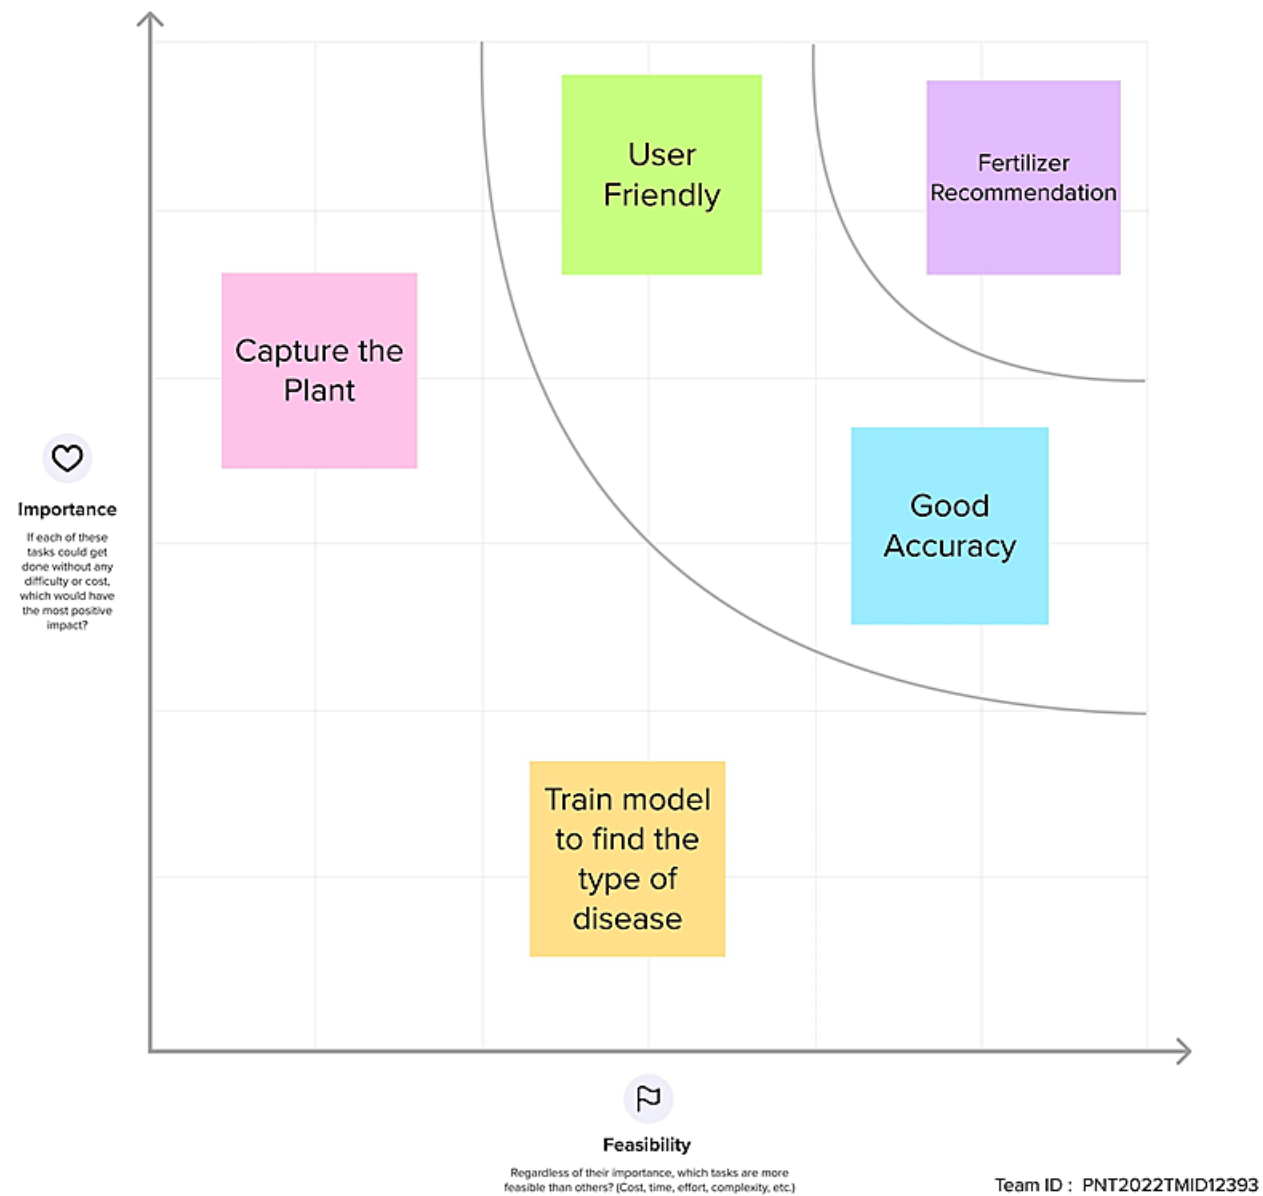 User
Friendly
Fertilizer
Recommendation
Capture the
Plant
Good
Accuracy
Importance
If each of these
tasks could get
done without any
difficulty or cost,
which would have
the most positive
impact?
Train model
to find the
type of
disease
Feasibility
Regardless of their importance, which tasks are more
feasible than others? (Cost, time, effort, complexity, etc.)
Team ID : PNT2022TMID12393